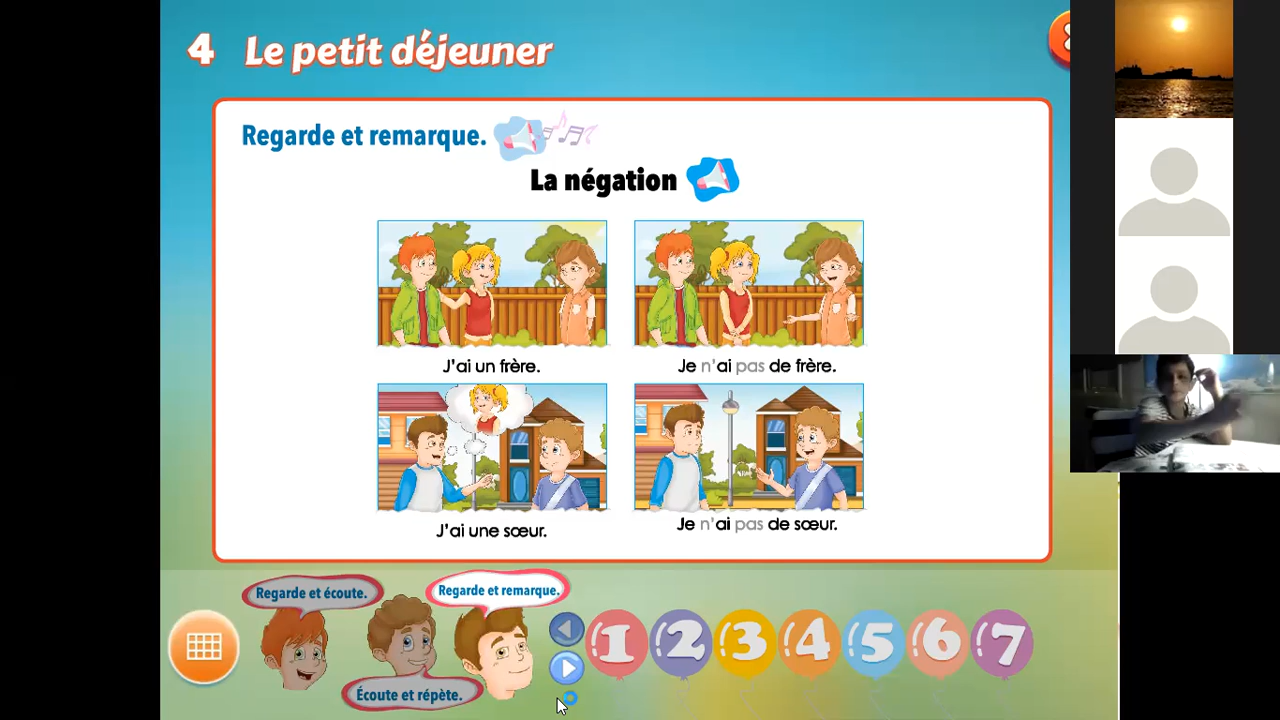 4 Le petit déjeuner
Regarde et remarque.
La négation
J'ai un frère.
Je n'ai pas de frère.
J'ai une sœur.
Je n'ai pas de sœur.
Regarde et écoute.
Regarde et remarque.
Écoute et répète.
1 2 3 4 5 6 7